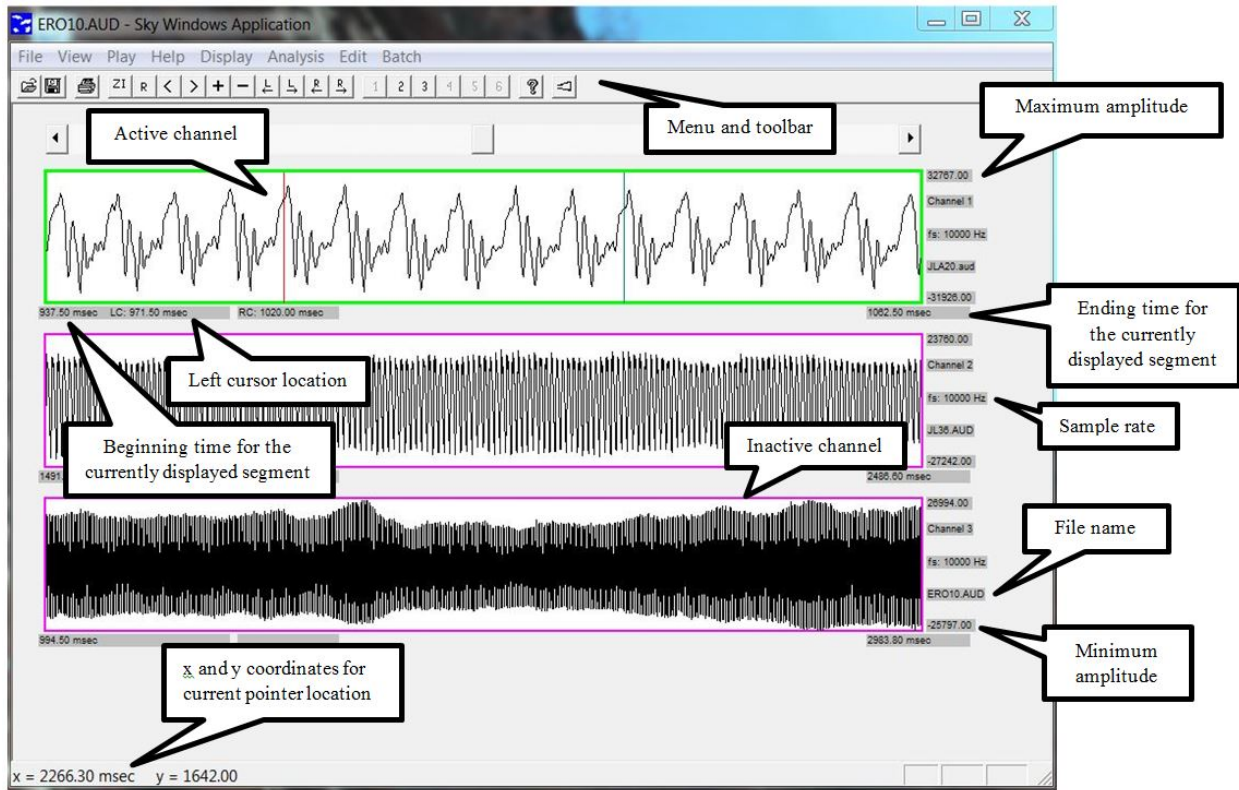 ERO10.AUD - Sky Windows Application
File View Play Help Display Analysis Edit Batch
ZI R < > + - L L R R 1 2 3 4 5 6 ?
Menu and toolbar
Maximum amplitude
Active channel
32767.00
Channel 1
fs: 10000 Hz
JLA20.aud
-31926.00
937.50 msec LC: 971.50 msec RC: 1020.00 msec 1062.50 msec
Ending time for
the currently
displayed segment
Left cursor location
23760.00
Channel 2
fs: 10000 Hz
JL36.AUD
-27242.00
Sample rate
Beginning time for the
currently displayed segment
Inactive channel
1491. 2486.60 msec
26994.00
Channel 3
fs: 10000 Hz
ERO10.AUD
-25797.00
File name
994.50 msec 2983.80 msec
Minimum
amplitude
x and y coordinates for
current pointer location
x = 2266.30 msec y = 1642.00